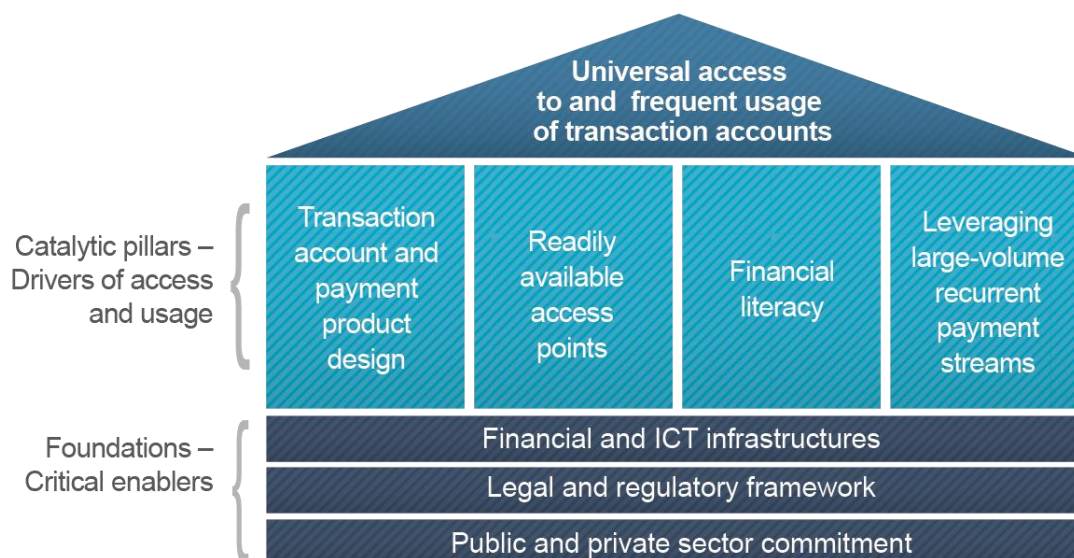 Universal access
to and frequent usage
of transaction accounts
Catalytic pillars –
Drivers of access
and usage
Transaction
account and
payment
product
design
Readily
available
access
points
Financial
literacy
Leveraging
large-volume
recurrent
payment
streams
Foundations –
Critical enablers
Financial and ICT infrastructures
Legal and regulatory framework
Public and private sector commitment